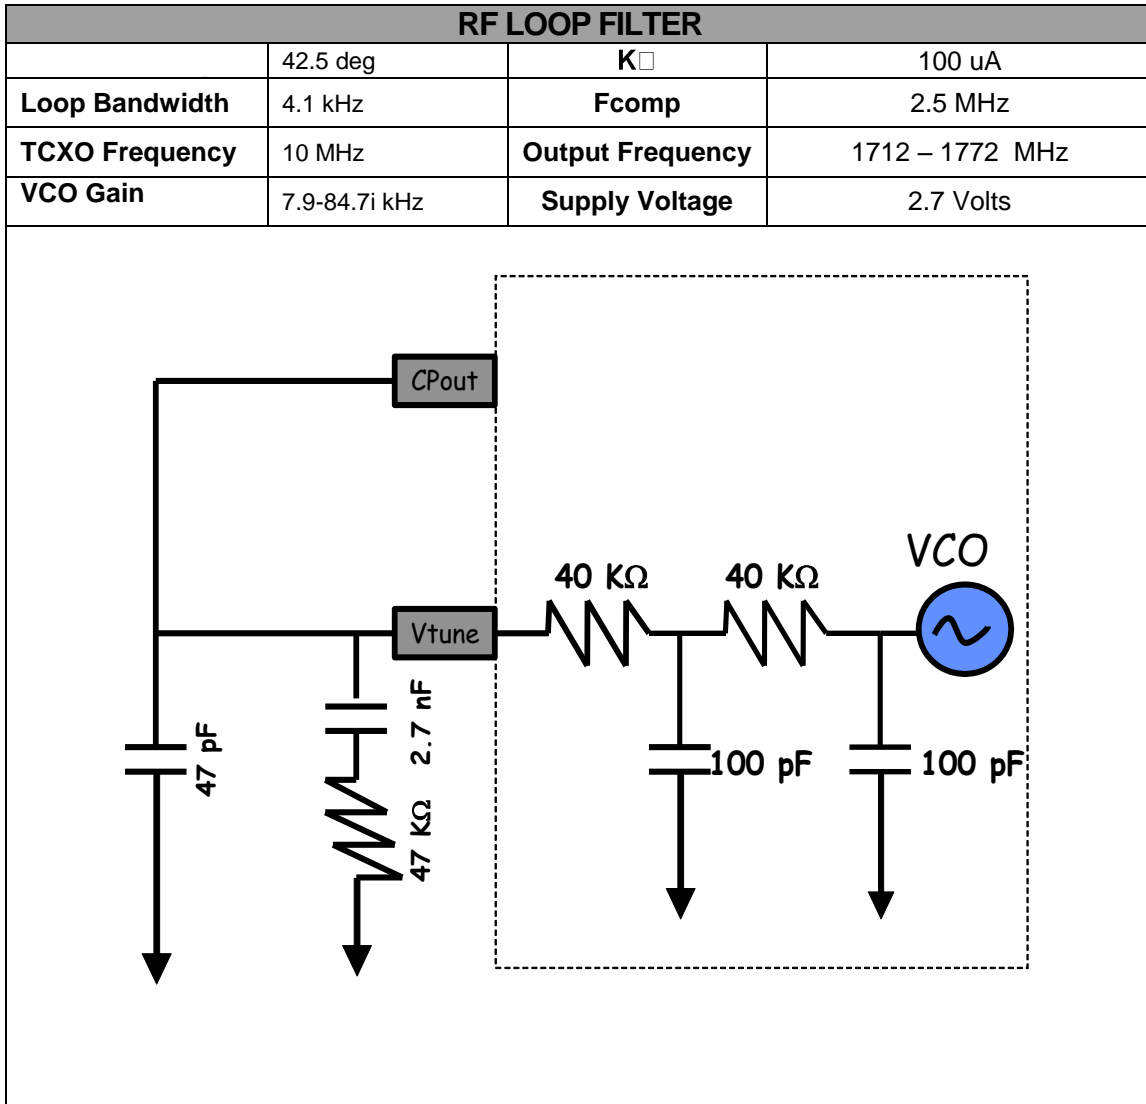 RF LOOP FILTER
42.5 deg K□ 100 uA
Loop Bandwidth 4.1 kHz Fcomp 2.5 MHz
TCXO Frequency 10 MHz Output Frequency 1712 – 1772 MHz
VCO Gain 7.9-84.7i kHz Supply Voltage 2.7 Volts
CPout
VCO
40 KΩ 40 KΩ
Vtune
47 pF
2.7 nF
47 KΩ
100 pF
100 pF